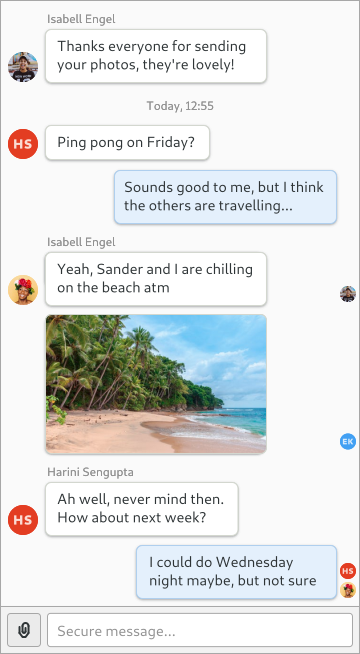 Isabell Engel
Thanks everyone for sending
your photos, they're lovely!
Today, 12:55
HS
Ping pong on Friday?
Sounds good to me, but I think
the others are travelling...
Isabell Engel
Yeah, Sander and I are chilling
on the beach atm
EK
Harini Sengupta
HS
Ah well, never mind then.
How about next week?
I could do Wednesday
night maybe, but not sure
HS
Secure message...